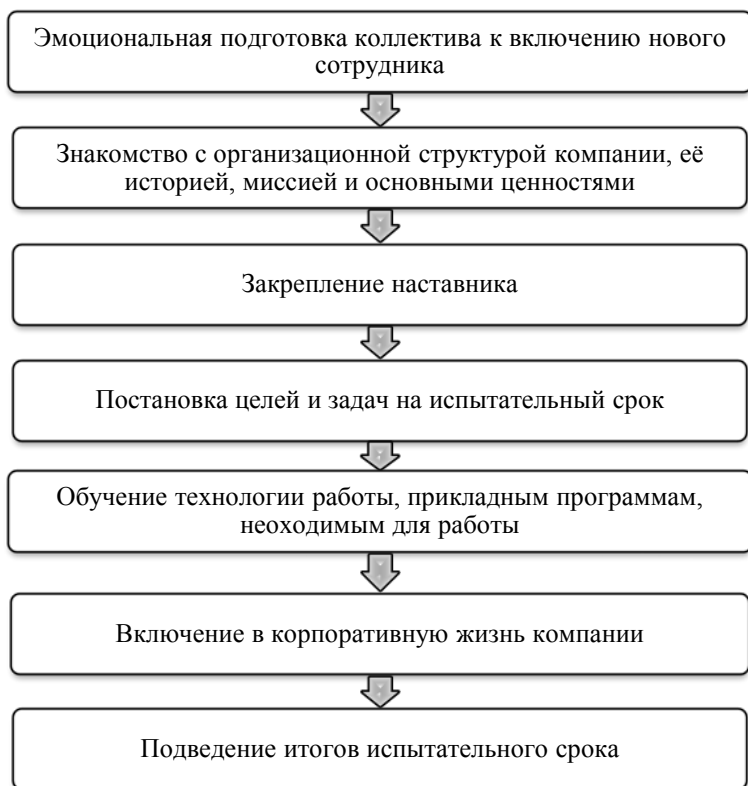 Эмоциональная подготовка коллектива к включению нового
сотрудника
Знакомство с организационной структурой компании, её
историей, миссией и основными ценностями
Закрепление наставника
Постановка целей и задач на испытательный срок
Обучение технологии работы, прикладным программам,
неоходимым для работы
Включение в корпоративную жизнь компании
Подведение итогов испытательного срока